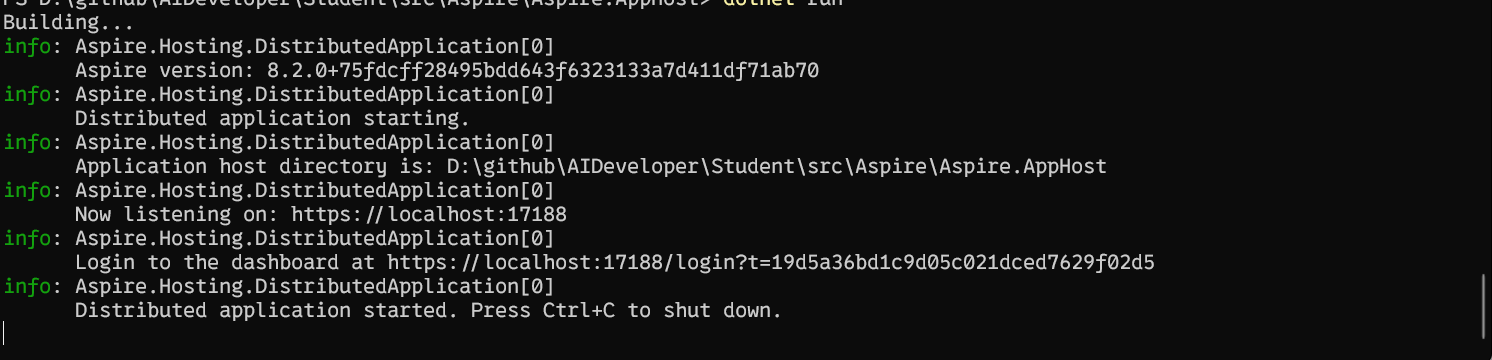 PS D:\github\AIDeveloper\Student\src\Aspire\Aspire.AppHost> dotnet run
Building...
info: Aspire.Hosting.DistributedApplication[0]
      Aspire version: 8.2.0+75fdcff28495bdd643f6323133a7d411df71ab70
info: Aspire.Hosting.DistributedApplication[0]
      Distributed application starting.
info: Aspire.Hosting.DistributedApplication[0]
      Application host directory is: D:\github\AIDeveloper\Student\src\Aspire\Aspire.AppHost
info: Aspire.Hosting.DistributedApplication[0]
      Now listening on: https://localhost:17188
info: Aspire.Hosting.DistributedApplication[0]
      Login to the dashboard at https://localhost:17188/login?t=19d5a36bd1c9d05c021dced7629f02d5
info: Aspire.Hosting.DistributedApplication[0]
      Distributed application started. Press Ctrl+C to shut down.